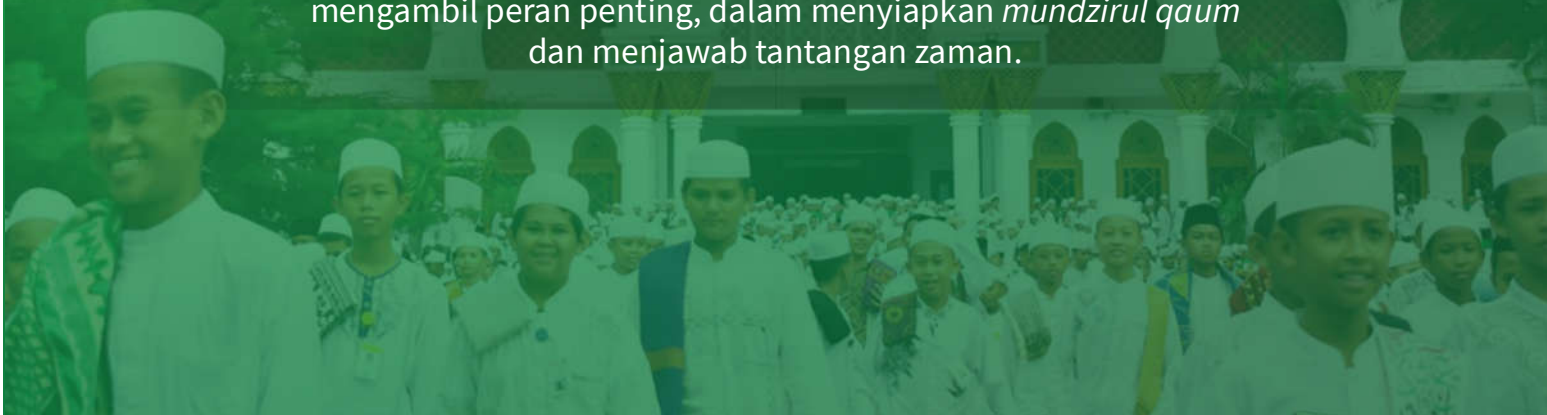 mengambil peran penting, dalam menyiapkan mundzirul qaum
dan menjawab tantangan zaman.